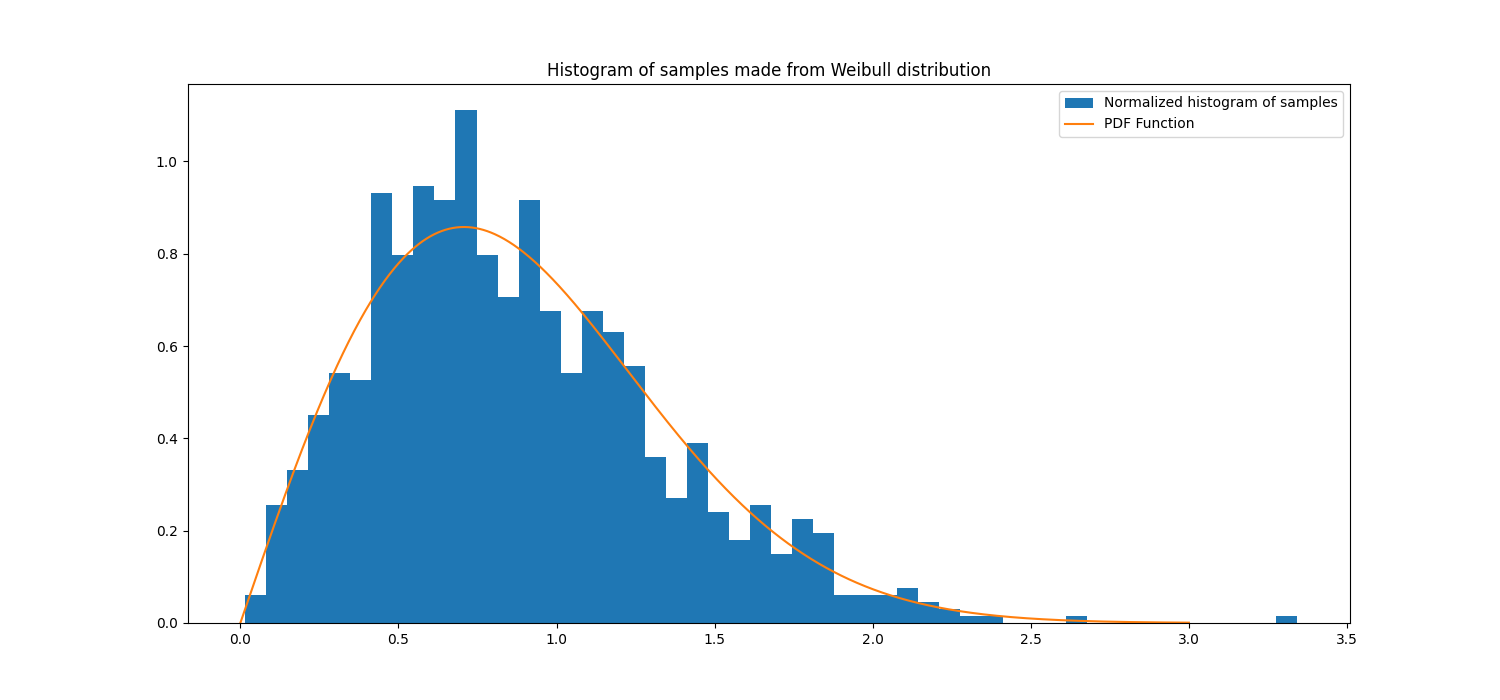 Histogram of samples made from Weibull distribution
Normalized histogram of samples
PDF Function
1.0
0.8
0.6
0.4
0.2
0.0
0.0 0.5 1.0 1.5 2.0 2.5 3.0 3.5